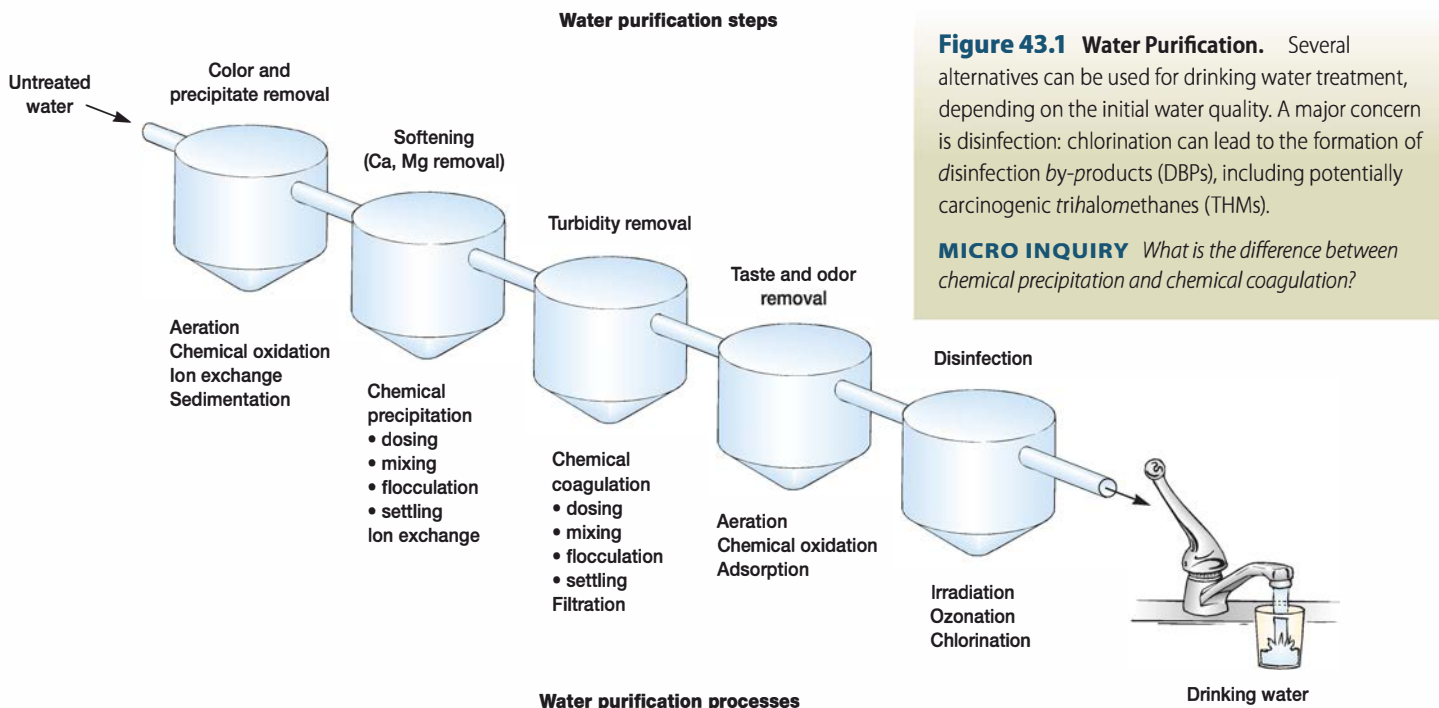 Water purification steps
Untreated
water
Color and
precipitate removal
Softening
(Ca, Mg removal)
Turbidity removal
Taste and odor
removal
Disinfection
Aeration
Chemical oxidation
Ion exchange
Sedimentation
Chemical
precipitation
• dosing
• mixing
• flocculation
• settling
Ion exchange
Chemical
coagulation
• dosing
• mixing
• flocculation
• settling
Filtration
Aeration
Chemical oxidation
Adsorption
Irradiation
Ozonation
Chlorination
Drinking water
Water purification processes
Figure 43.1 Water Purification. Several
alternatives can be used for drinking water treatment,
depending on the initial water quality. A major concern
is disinfection: chlorination can lead to the formation of
disinfection by-products (DBPs), including potentially
carcinogenic trihalomethanes (THMs).
MICRO INQUIRY What is the difference between
chemical precipitation and chemical coagulation?